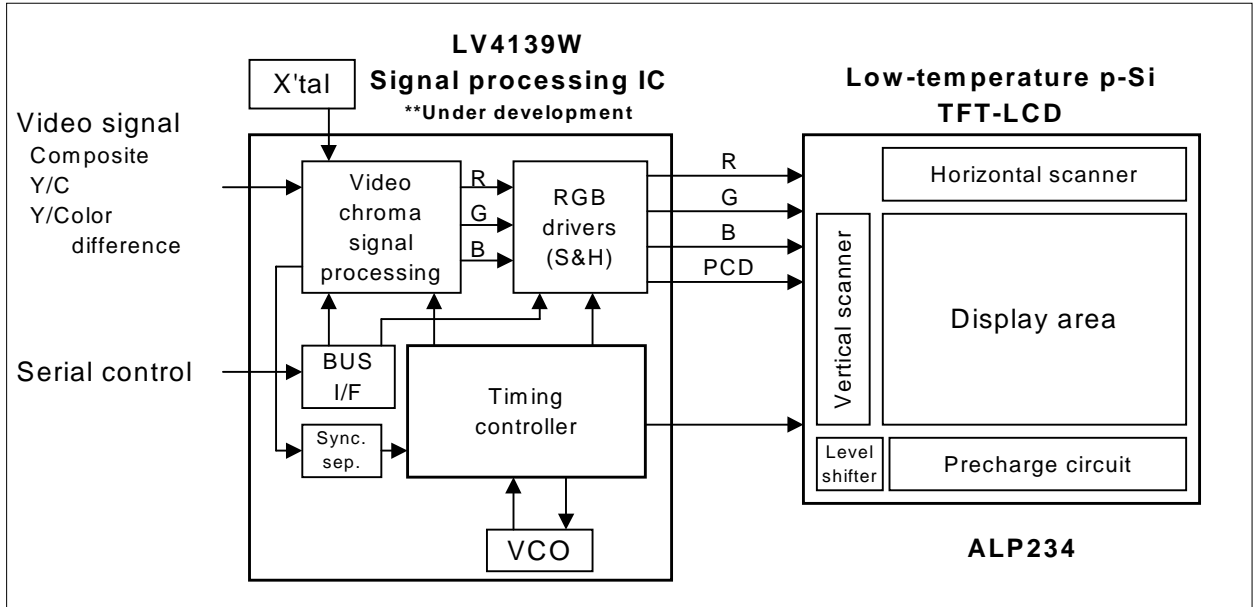 LV4139W
Signal processing IC
**Under development
X'tal
Low-temperature p-Si
TFT-LCD
Video signal
Composite
Y/C
Y/Color
difference
Video
chroma
signal
processing
R
G
B
RGB
drivers
(S&H)
R
G
B
PCD
Horizontal scanner
Vertical scanner
Display area
Serial control
BUS
I/F
Timing
controller
Sync.
sep.
VCO
Level
shifter
Precharge circuit
ALP234